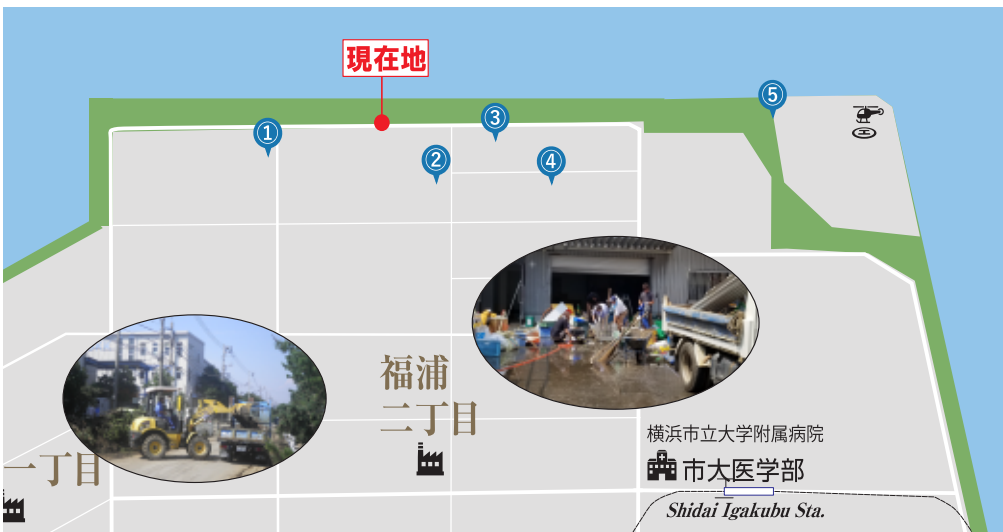 現在地
5
3
1
2
4
福浦
二丁目
横浜市立大学附属病院
市大医学部
一丁目
Shidai Igakubu Sta.